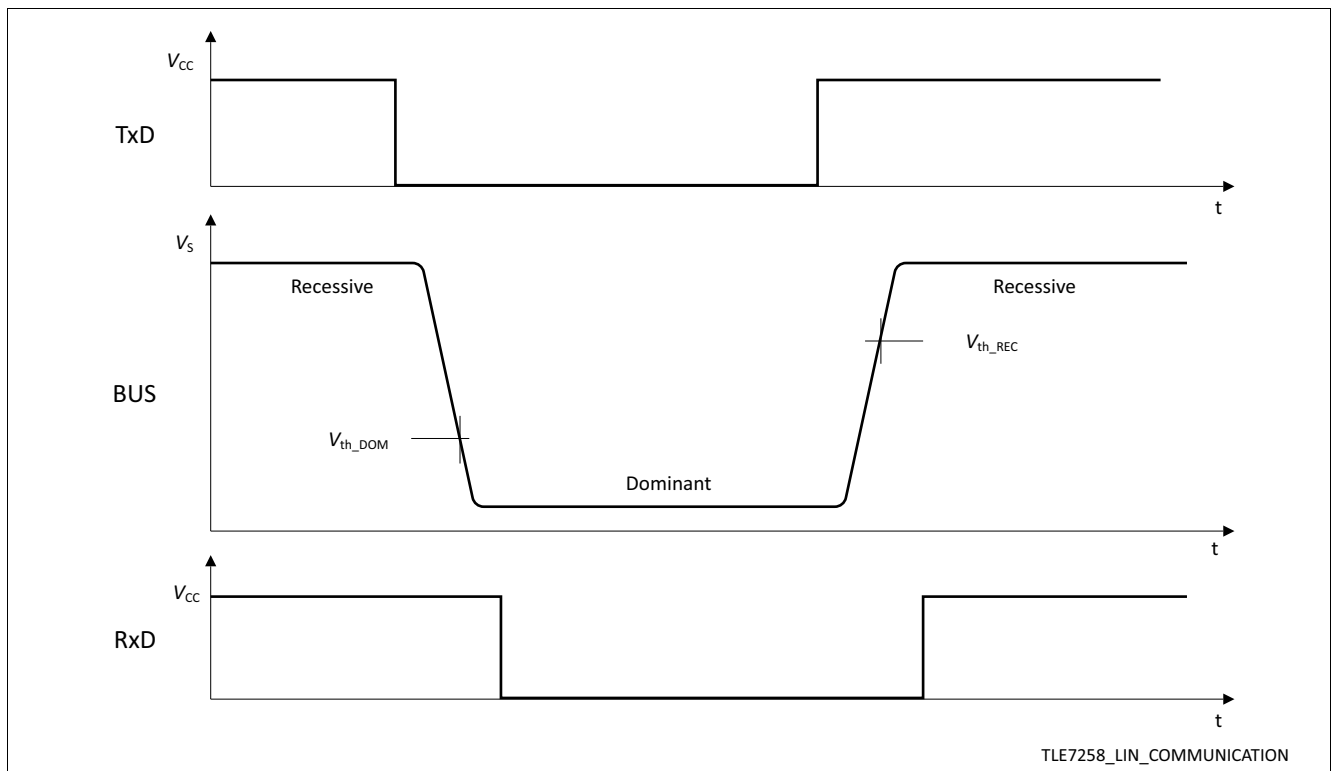 VCC
TxD
t
VS
Recessive
Recessive
Vth_REC
BUS
Vth_DOM
Dominant
t
VCC
RxD
t
TLE7258_LIN_COMMUNICATION